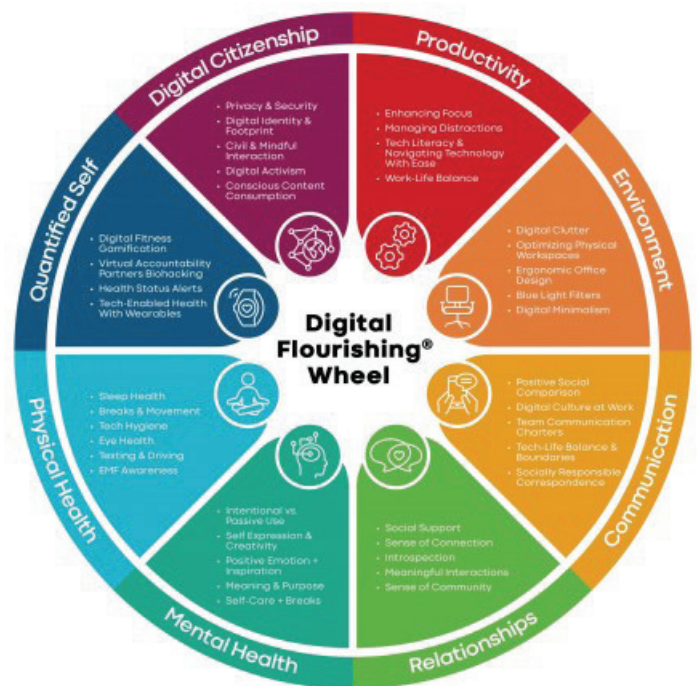 Digital
Flourishing®
Wheel
Productivity
• Enhancing Focus
• Managing Distractions
• Tech Literacy &
Navigating Technology
With Ease
• Work-Life Balance
Environment
• Digital Clutter
• Optimizing Physical
Workspaces
• Ergonomic Office
Design
• Blue Light Filters
• Digital Minimalism
Communication
• Positive Social
Comparison
• Digital Culture at Work
• Team Communication
Charters
• Tech-Life Balance &
Boundaries
• Socially Responsible
Correspondence
Relationships
• Social Support
• Sense of Connection
• Introspection
• Meaningful Interactions
• Sense of Community
Mental Health
• Intentional vs.
Passive Use
• Self Expression &
Creativity
• Positive Emotion +
Inspiration
• Meaning & Purpose
• Self-Care + Breaks
Physical Health
• Sleep Health
• Breaks & Movement
• Tech Hygiene
• Eye Health
• Texting & Driving
• EMF Awareness
Quantified Self
• Digital Fitness
Gamification
• Virtual Accountability
Partners Biohacking
• Health Status Alerts
• Tech-Enabled Health
With Wearables
Digital Citizenship
• Privacy & Security
• Digital Identity &
Footprint
• Civil & Mindful
Interaction
• Digital Activism
• Conscious Content
Consumption